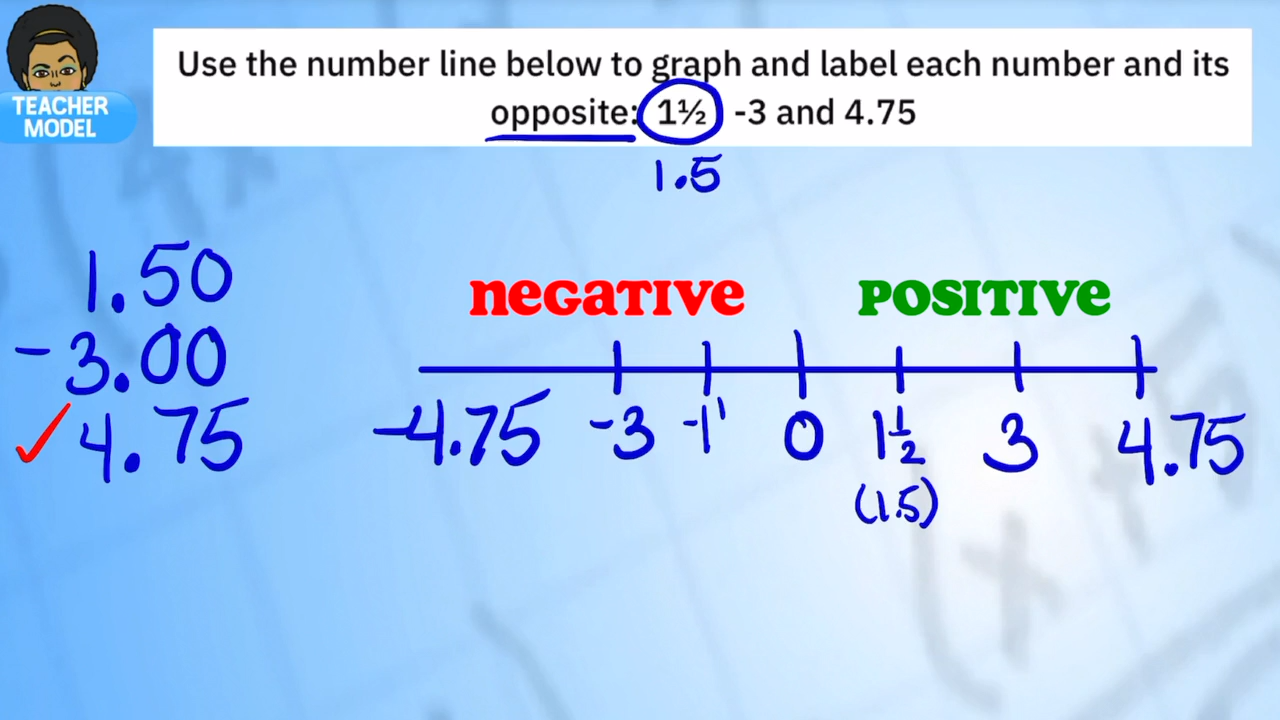 TEACHER
MODEL
Use the number line below to graph and label each number and its
opposite: 1½ -3 and 4.75
1.5
1.50
-3.00
✓ 4.75
NEGATIVE POSITIVE
-4.75 -3 -1' 0 1 1/2 3 4.75
(1.5)